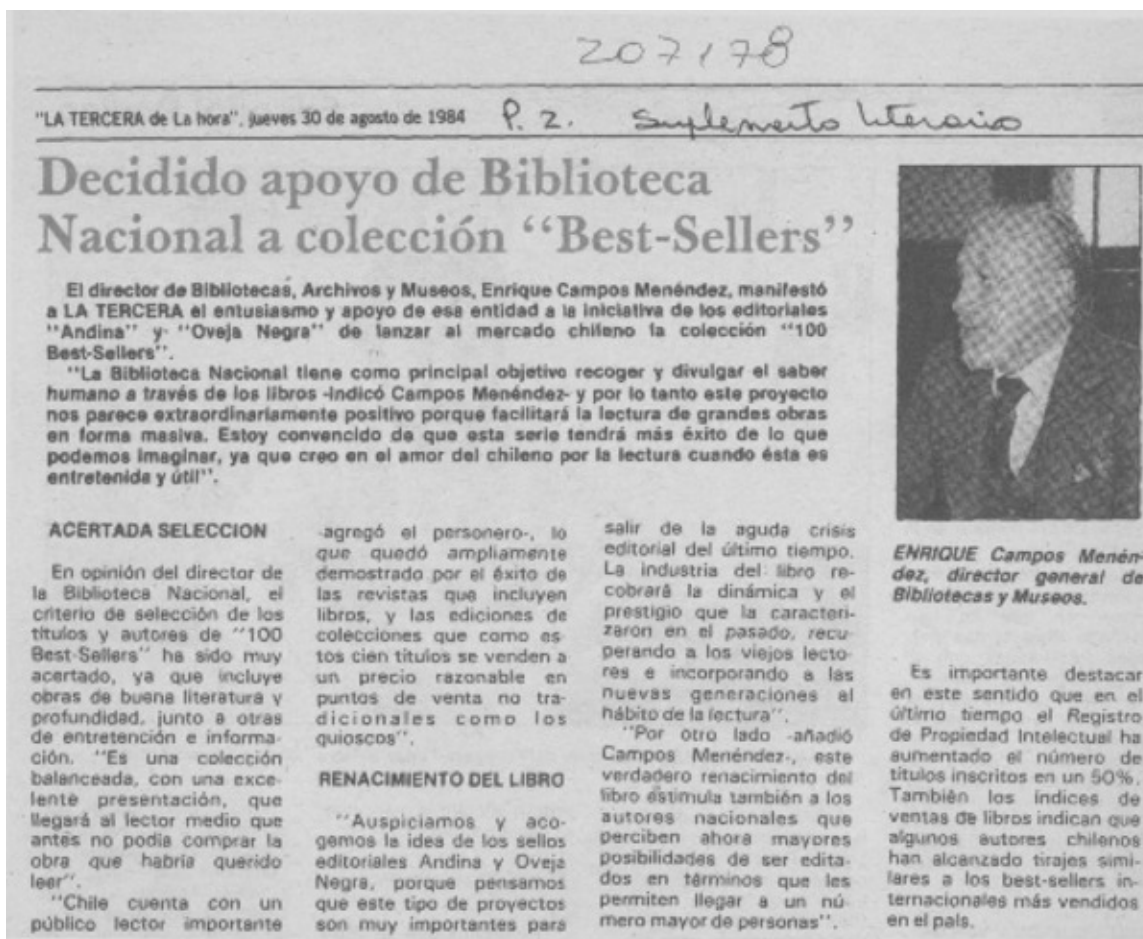 207178
"LA TERCERA de La hora", jueves 30 de agosto de 1984 P. 2. Suplemento literario
Decidido apoyo de Biblioteca
Nacional a colección “Best-Sellers”
El director de Bibliotecas, Archivos y Museos, Enrique Campos Menéndez, manifestó
a LA TERCERA el entusiasmo y apoyo de esa entidad a la iniciativa de los editoriales
"Andina" y "Oveja Negra" de lanzar al mercado chileno la colección "100
Best-Sellers".
"La Biblioteca Nacional tiene como principal objetivo recoger y divulgar el saber
humano a través de los libros -indicó Campos Menéndez- y por lo tanto este proyecto
nos parece extraordinariamente positivo porque facilitará la lectura de grandes obras
en forma masiva. Estoy convencido de que esta serie tendrá más éxito de lo que
podemos imaginar, ya que creo en el amor del chileno por la lectura cuando ésta es
entretenida y útil".
ACERTADA SELECCION
En opinión del director de
la Biblioteca Nacional, el
criterio de selección de los
títulos y autores de "100
Best-Sellers" ha sido muy
acertado, ya que incluye
obras de buena literatura y
profundidad, junto a otras
de entretención e informa-
ción. "Es una colección
balanceada, con una exce-
lente presentación, que
llegará al lector medio que
antes no podía comprar la
obra que habría querido
leer".
"Chile cuenta con un
público lector importante
-agregó el personero-, lo
que quedó ampliamente
demostrado por el éxito de
las revistas que incluyen
libros, y las ediciones de
colecciones que como es
tos cien títulos se venden a
un precio razonable en
puntos de venta no tra-
dicionales como los
quioscos".
RENACIMIENTO DEL LIBRO
"Auspiciamos y aco-
gemos la idea de los sellos
editoriales Andina y Oveja
Negra, porque pensamos
que este tipo de proyectos
son muy importantes para
salir de la aguda crisis
editorial del último tiempo.
La industria del libro re-
cobrará la dinámica y el
prestigio que la caracteri-
zaron en el pasado, recu-
perando a los viejos lecto-
res e incorporando a las
nuevas generaciones al
hábito de la lectura".
"Por otro lado -añadió
Campos Menéndez-, este
verdadero renacimiento del
libro estimula también a los
autores nacionales que
perciben ahora mayores
posibilidades de ser edita-
dos en términos que les
permiten llegar a un nú-
mero mayor de personas".
ENRIQUE Campos Menén-
dez, director general de
Bibliotecas y Museos.
Es importante destacar
en este sentido que en el
último tiempo el Registro
de Propiedad Intelectual ha
aumentado el número de
títulos inscritos en un 50%.
También los índices de
ventas de libros indican que
algunos autores chilenos
han alcanzado tirajes simi-
lares a los best-sellers in-
ternacionales más vendidos
en el país.